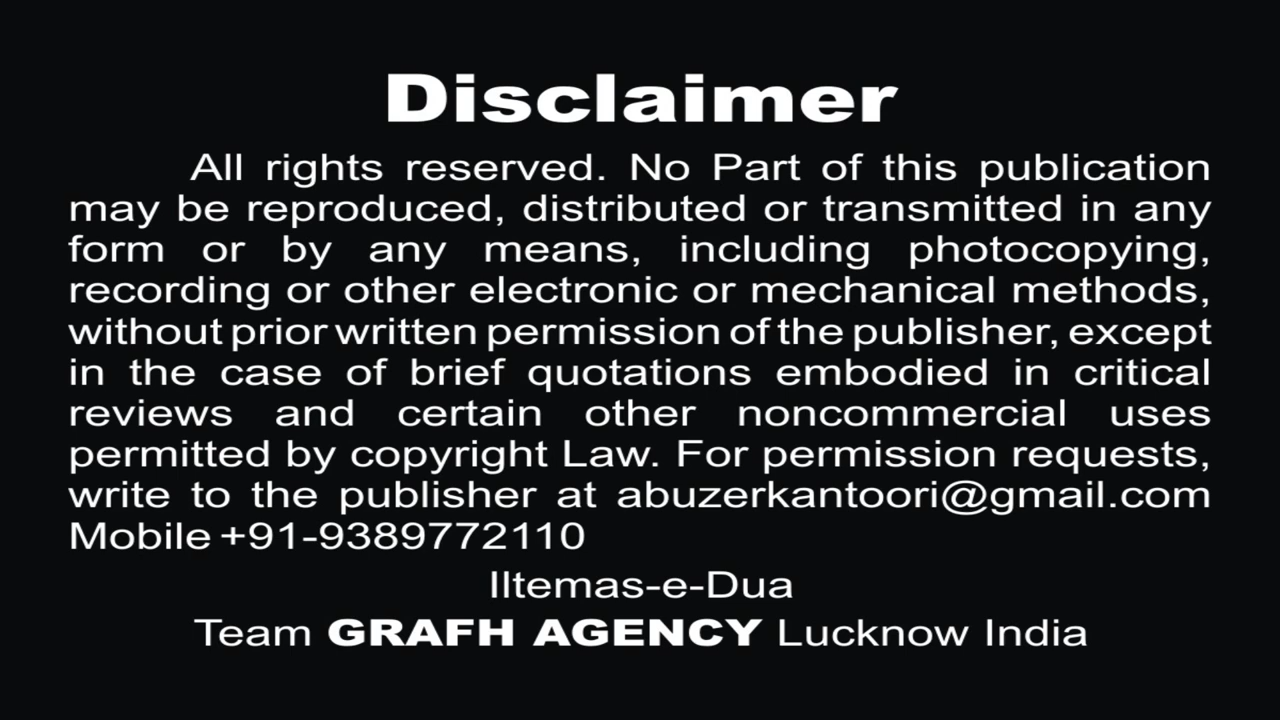 Disclaimer
All rights reserved. No Part of this publication
may be reproduced, distributed or transmitted in any
form or by any means, including photocopying,
recording or other electronic or mechanical methods,
without prior written permission of the publisher, except
in the case of brief quotations embodied in critical
reviews and certain other noncommercial uses
permitted by copyright Law. For permission requests,
write to the publisher at abuzerkantoori@gmail.com
Mobile +91-9389772110
IItemas-e-Dua
Team GRAFH AGENCY Lucknow India